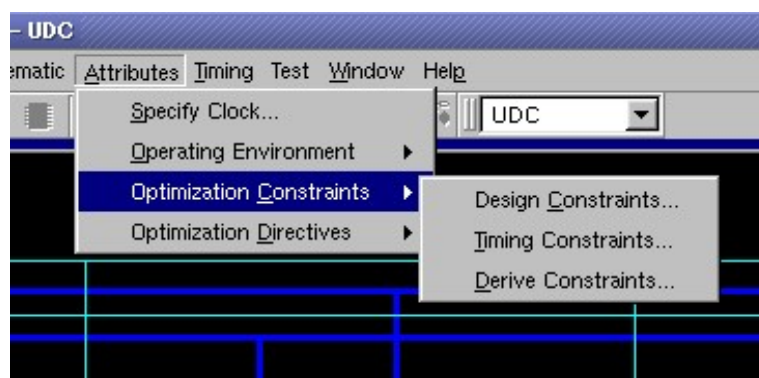 – UDC
ematic Attributes Timing Test Window Help
Specify Clock...
UDC
Operating Environment
Optimization Constraints
Design Constraints...
Optimization Directives
Timing Constraints...
Derive Constraints...